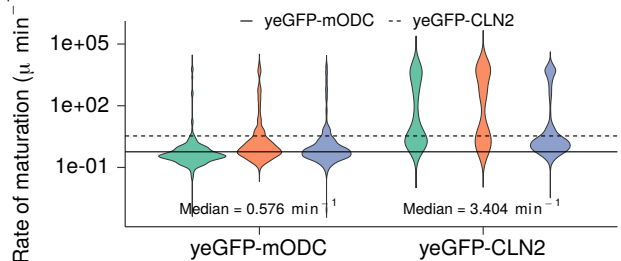 yeGFP-mODC yeGFP-CLN2
Rate of maturation (μ min⁻
1e+05
1e+02
1e-01
Median = 0.576 min⁻¹ Median = 3.404 min⁻¹
yeGFP-mODC yeGFP-CLN2